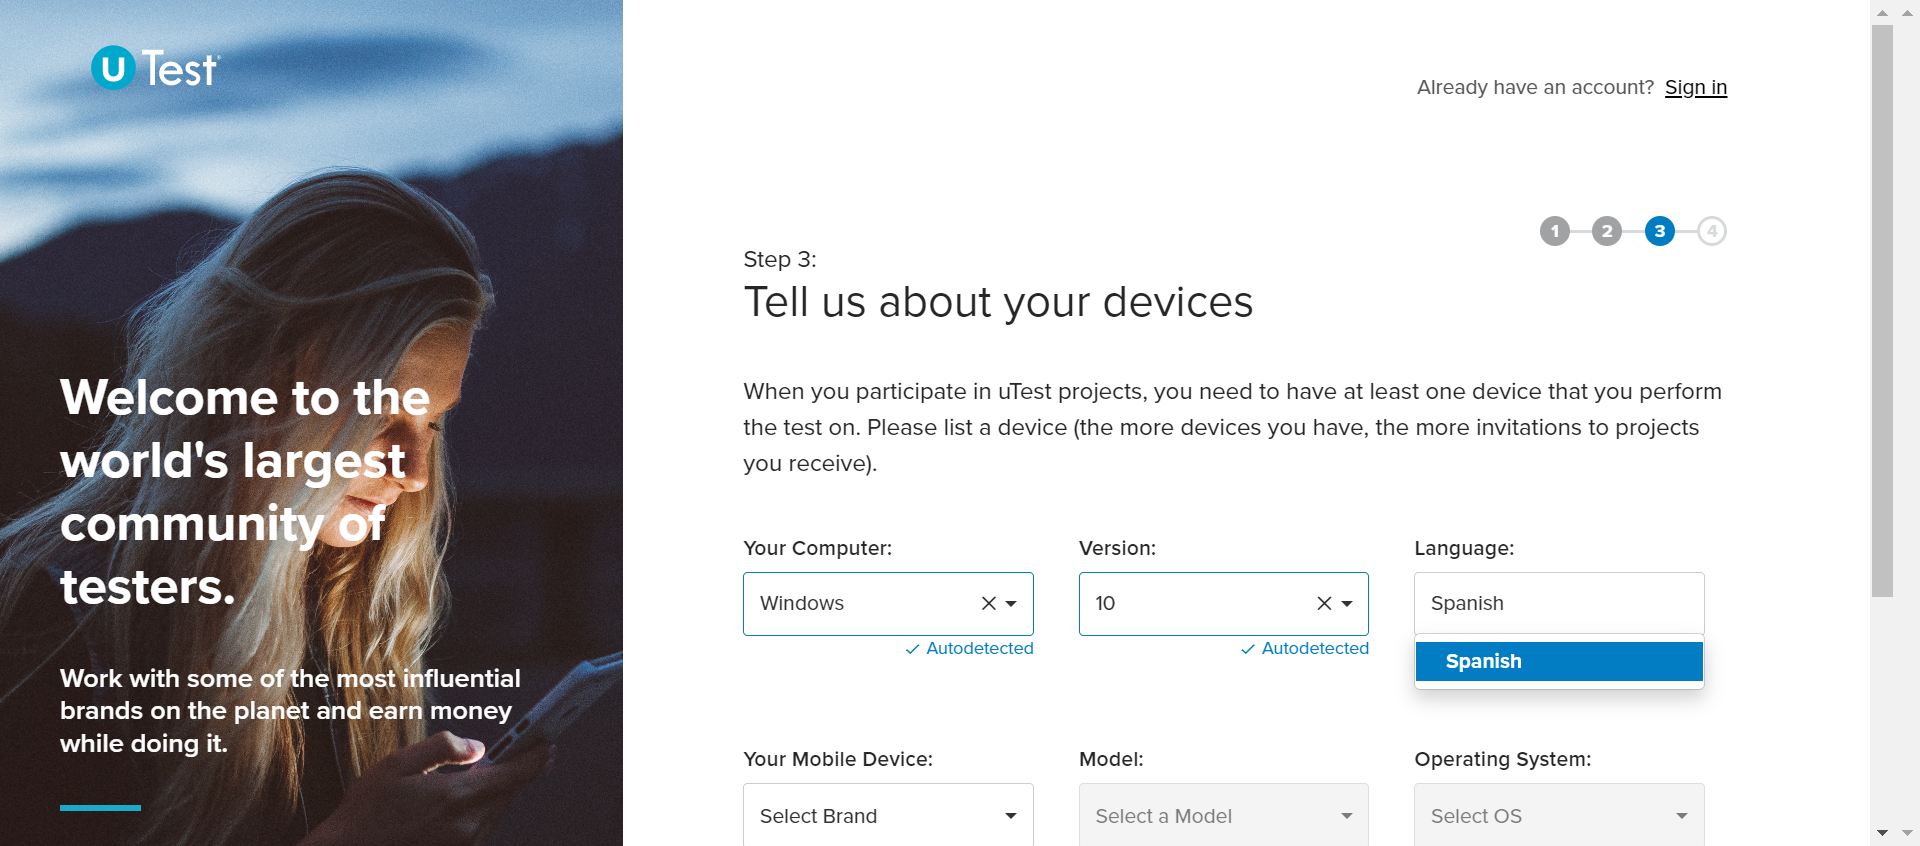 u Test
Already have an account? Sign in
1 2 3 4
Step 3:
Tell us about your devices
Welcome to the
world's largest
community of
testers.
Work with some of the most influential
brands on the planet and earn money
while doing it.
When you participate in uTest projects, you need to have at least one device that you perform
the test on. Please list a device (the more devices you have, the more invitations to projects
you receive).
Your Computer: Version: Language:
Windows 10 Spanish
Autodetected Autodetected
Spanish
Your Mobile Device: Model: Operating System:
Select Brand Select a Model Select OS